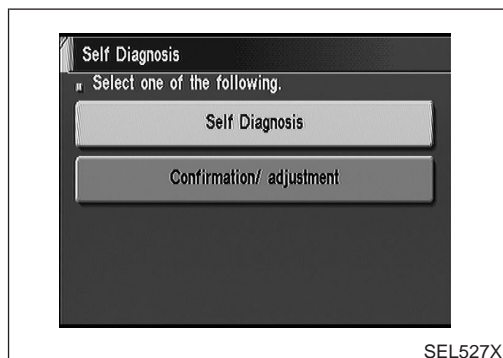 Self Diagnosis
Select one of the following.
Self Diagnosis
Confirmation/ adjustment
SEL527X